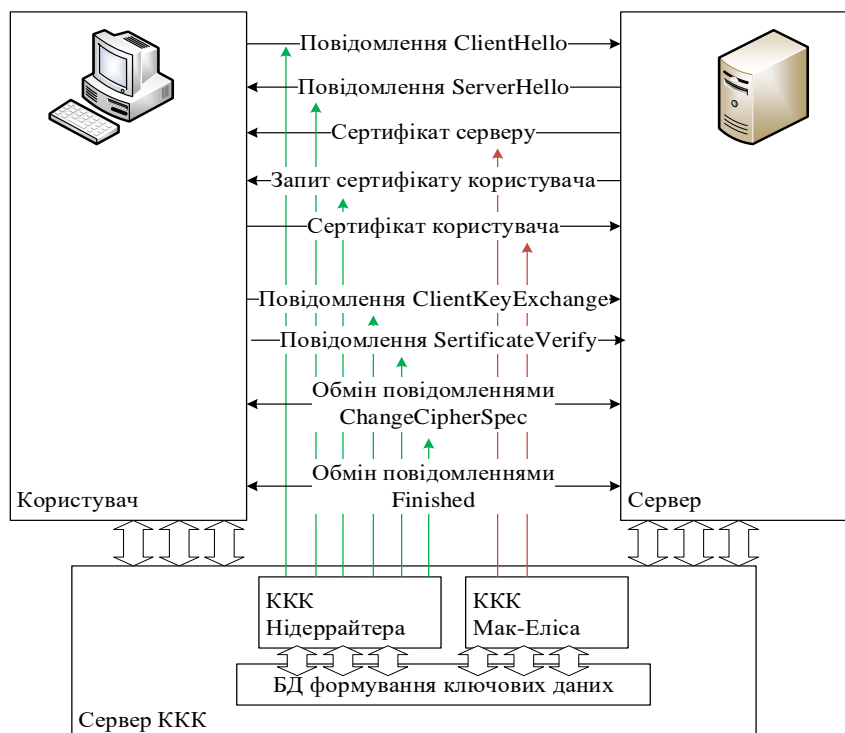 Повідомлення ClientHello
Повідомлення ServerHello
Сертифікат серверу
Запит сертифікату користувача
Сертифікат користувача
Повідомлення ClientKeyExchange
Повідомлення SertificateVerify
Обмін повідомленнями
ChangeCipherSpec
Обмін повідомленнями
Finished
Користувач
Сервер
ККК
Нідеррайтера
ККК
Мак-Еліса
БД формування ключових даних
Сервер ККК